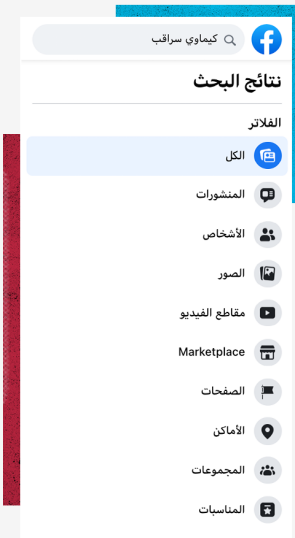 كيماوي سراقب
نتائج البحث
الفلاتر
الكل
المنشورات
الأشخاص
الصور
مقاطع الفيديو
Marketplace
الصفحات
الأماكن
المجموعات
المناسبات